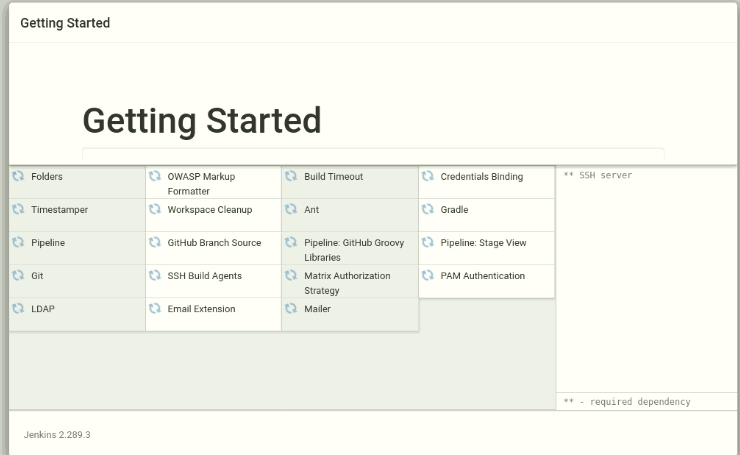 Getting Started
Getting Started
Folders
OWASP Markup
Formatter
Build Timeout
Credentials Binding
** SSH server
Timestamper
Workspace Cleanup
Ant
Gradle
Pipeline
GitHub Branch Source
Pipeline: GitHub Groovy
Libraries
Pipeline: Stage View
Git
SSH Build Agents
Matrix Authorization
Strategy
PAM Authentication
LDAP
Email Extension
Mailer
** - required dependency
Jenkins 2.289.3